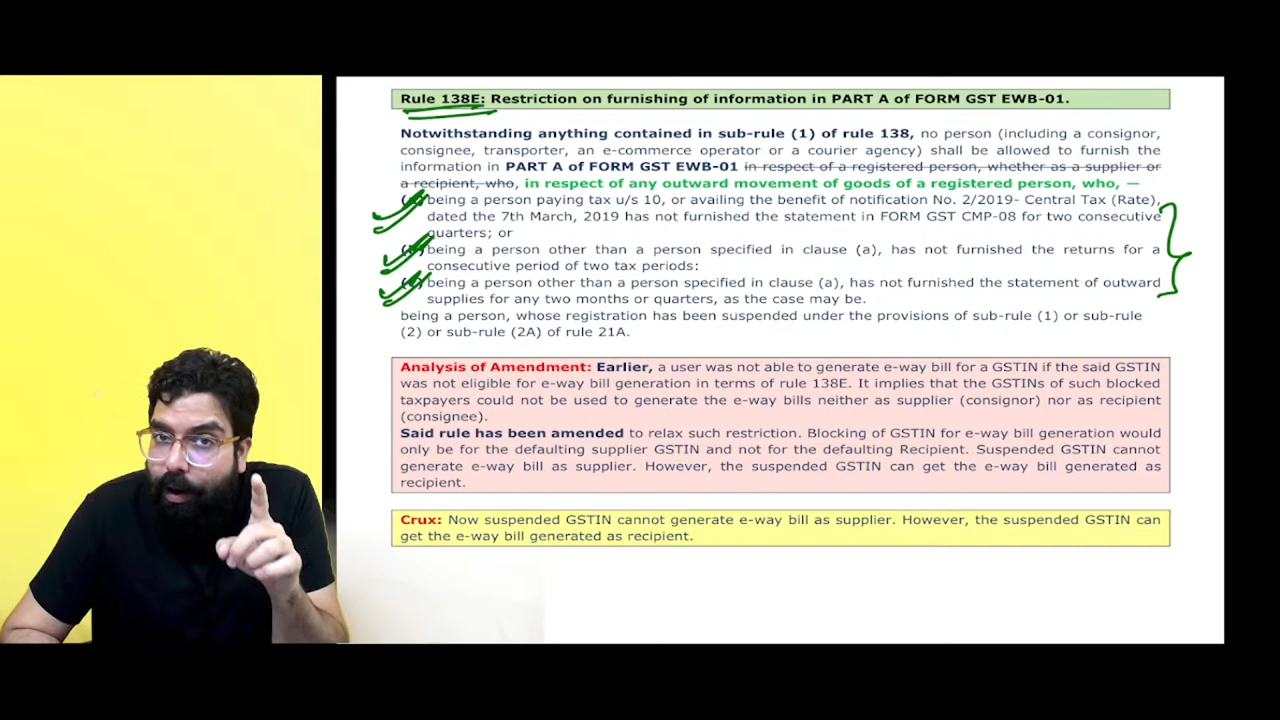 Rule 138E: Restriction on furnishing of information in PART A of FORM GST EWB-01.
Notwithstanding anything contained in sub-rule (1) of rule 138, no person (including a consignor,
consignee, transporter, an e-commerce operator or a courier agency) shall be allowed to furnish the
information in PART A of FORM GST EWB-01 in respect of a registered person, whether as a supplier or
a recipient, who, in respect of any outward movement of goods of a registered person, who, —
being a person paying tax u/s 10, or availing the benefit of notification No. 2/2019- Central Tax (Rate),
dated the 7th March, 2019 has not furnished the statement in FORM GST CMP-08 for two consecutive
quarters; or
being a person other than a person specified in clause (a), has not furnished the returns for a
consecutive period of two tax periods:
being a person other than a person specified in clause (a), has not furnished the statement of outward
supplies for any two months or quarters, as the case may be.
being a person, whose registration has been suspended under the provisions of sub-rule (1) or sub-rule
(2) or sub-rule (2A) of rule 21A.
Analysis of Amendment: Earlier, a user was not able to generate e-way bill for a GSTIN if the said GSTIN
was not eligible for e-way bill generation in terms of rule 138E. It implies that the GSTINs of such blocked
taxpayers could not be used to generate the e-way bills neither as supplier (consignor) nor as recipient
(consignee).
Said rule has been amended to relax such restriction. Blocking of GSTIN for e-way bill generation would
only be for the defaulting supplier GSTIN and not for the defaulting Recipient. Suspended GSTIN cannot
generate e-way bill as supplier. However, the suspended GSTIN can get the e-way bill generated as
recipient.
Crux: Now suspended GSTIN cannot generate e-way bill as supplier. However, the suspended GSTIN can
get the e-way bill generated as recipient.